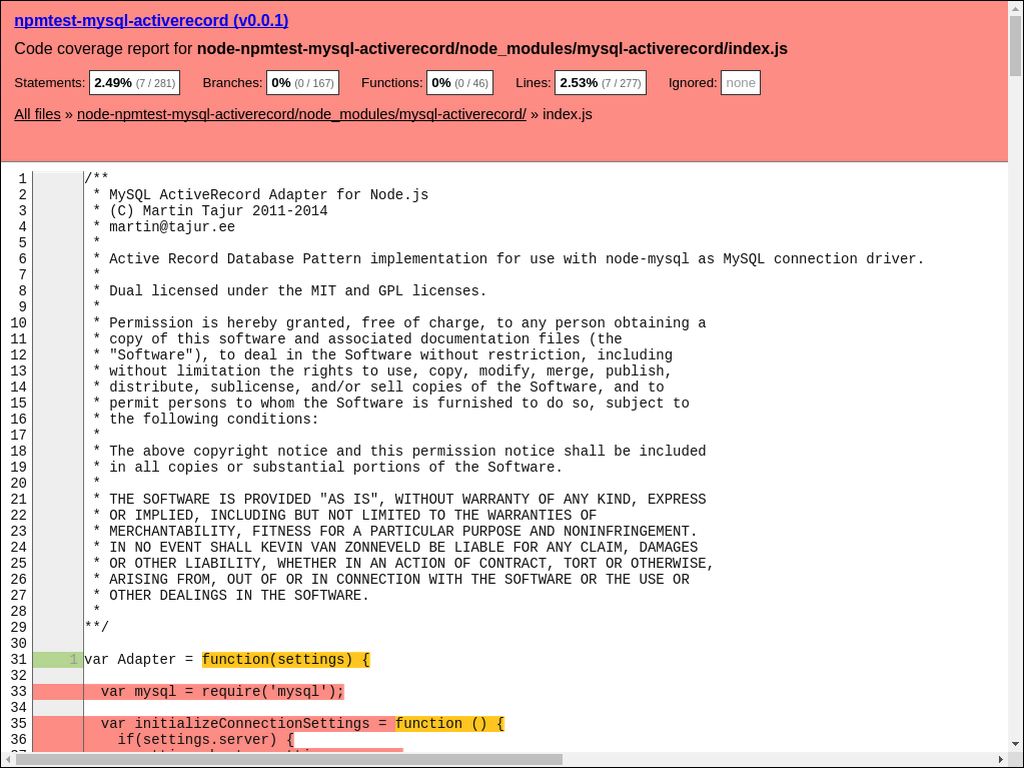 npmtest-mysql-activerecord (v0.0.1)
Code coverage report for node-npmtest-mysql-activerecord/node_modules/mysql-activerecord/index.js
Statements: 2.49% (7 / 281) Branches: 0% (0 / 167) Functions: 0% (0 / 46) Lines: 2.53% (7 / 277) Ignored: none
All files » node-npmtest-mysql-activerecord/node_modules/mysql-activerecord/ » index.js
1 /**
2 * MySQL ActiveRecord Adapter for Node.js
3 * (C) Martin Tajur 2011-2014
4 * martin@tajur.ee
5 *
6 * Active Record Database Pattern implementation for use with node-mysql as MySQL connection driver.
7 *
8 * Dual licensed under the MIT and GPL licenses.
9 *
10 * Permission is hereby granted, free of charge, to any person obtaining a
11 * copy of this software and associated documentation files (the
12 * "Software"), to deal in the Software without restriction, including
13 * without limitation the rights to use, copy, modify, merge, publish,
14 * distribute, sublicense, and/or sell copies of the Software, and to
15 * permit persons to whom the Software is furnished to do so, subject to
16 * the following conditions:
17 *
18 * The above copyright notice and this permission notice shall be included
19 * in all copies or substantial portions of the Software.
20 *
21 * THE SOFTWARE IS PROVIDED "AS IS", WITHOUT WARRANTY OF ANY KIND, EXPRESS
22 * OR IMPLIED, INCLUDING BUT NOT LIMITED TO THE WARRANTIES OF
23 * MERCHANTABILITY, FITNESS FOR A PARTICULAR PURPOSE AND NONINFRINGEMENT.
24 * IN NO EVENT SHALL KEVIN VAN ZONNEVELD BE LIABLE FOR ANY CLAIM, DAMAGES
25 * OR OTHER LIABILITY, WHETHER IN AN ACTION OF CONTRACT, TORT OR OTHERWISE,
26 * ARISING FROM, OUT OF OR IN CONNECTION WITH THE SOFTWARE OR THE USE OR
27 * OTHER DEALINGS IN THE SOFTWARE.
28 *
29 **/
30
31 1 var Adapter = function(settings) {
32
33 var mysql = require('mysql');
34
35 var initializeConnectionSettings = function () {
36 if(settings.server) {